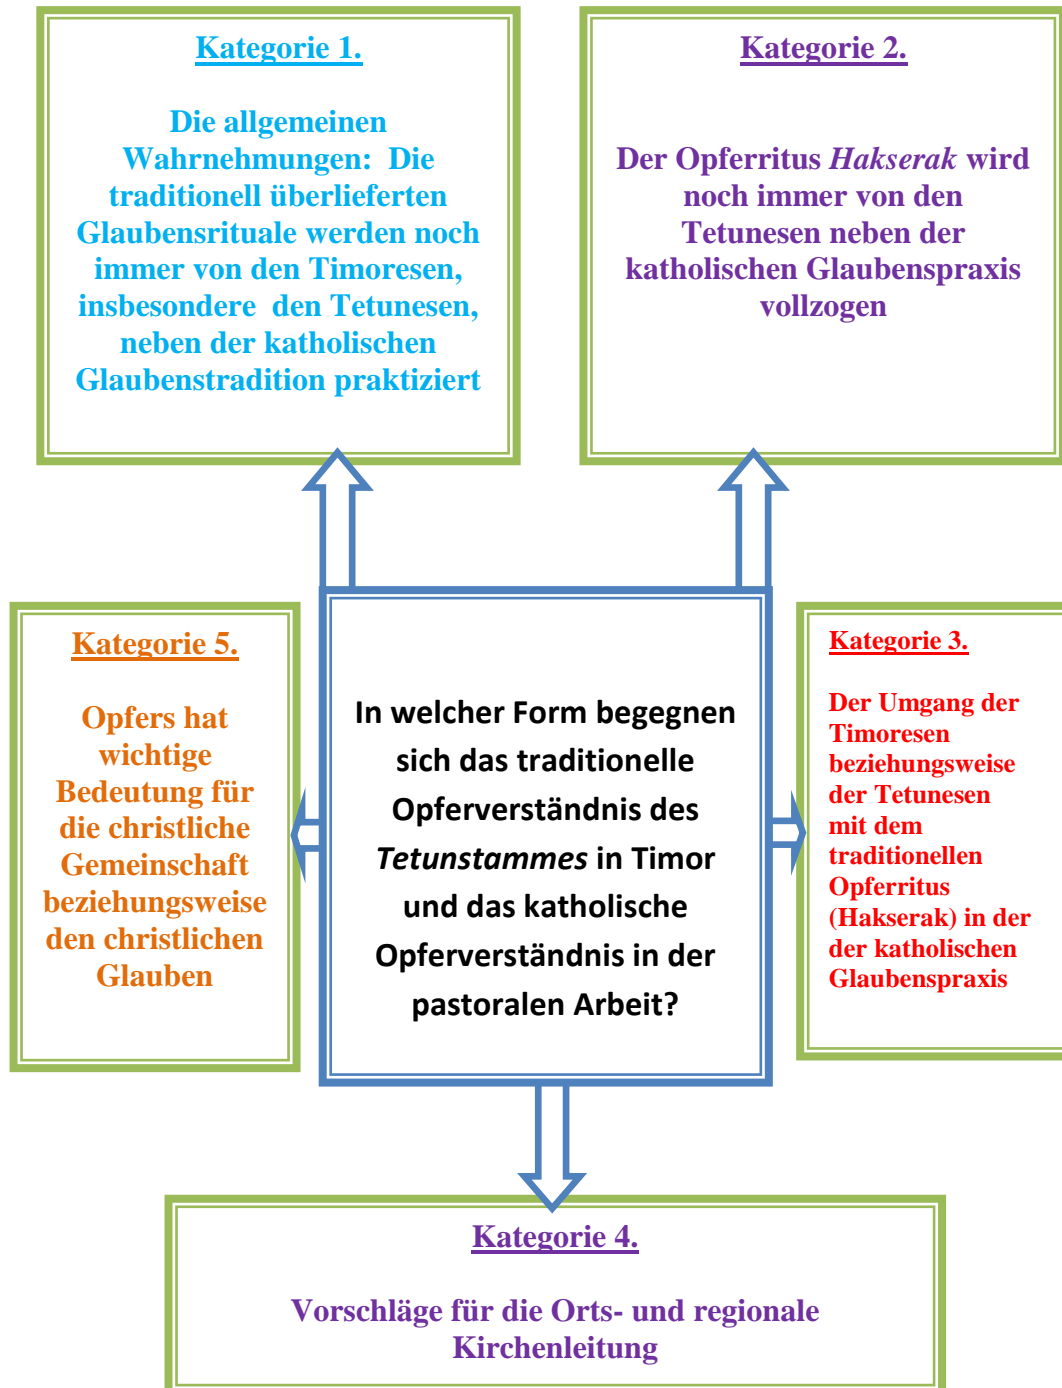 Kategorie 1.
Die allgemeinen
Wahrnehmungen: Die
traditionell überlieferten
Glaubensrituale werden noch
immer von den Timoresen,
insbesondere den Tetunesen,
neben der katholischen
Glaubenstradition praktiziert
Kategorie 2.
Der Opferritus Hakserak wird
noch immer von den
Tetunesen neben der
katholischen Glaubenspraxis
vollzogen
Kategorie 5.
Opfers hat
wichtige
Bedeutung für
die christliche
Gemeinschaft
beziehungsweise
den christlichen
Glauben
In welcher Form begegnen
sich das traditionelle
Opferverständnis des
Tetunstammes in Timor
und das katholische
Opferverständnis in der
pastoralen Arbeit?
Kategorie 3.
Der Umgang der
Timoresen
beziehungsweise
der Tetunesen
mit dem
traditionellen
Opferritus
(Hakserak) in der
der katholischen
Glaubenspraxis
Kategorie 4.
Vorschläge für die Orts- und regionale
Kirchenleitung